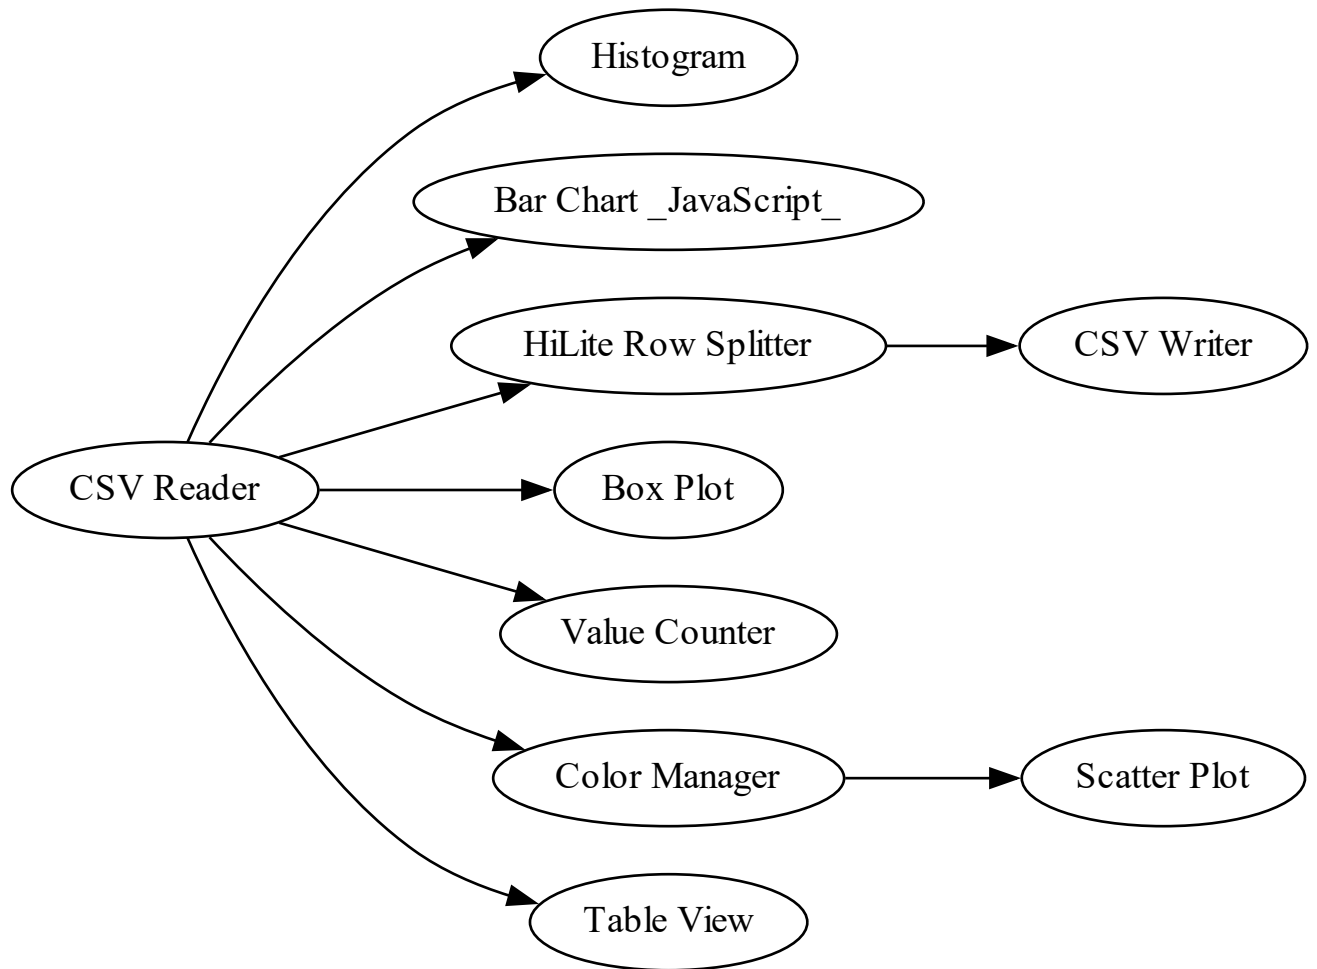 Histogram
Bar Chart _JavaScript_
HiLite Row Splitter
CSV Writer
CSV Reader
Box Plot
Value Counter
Color Manager
Scatter Plot
Table View